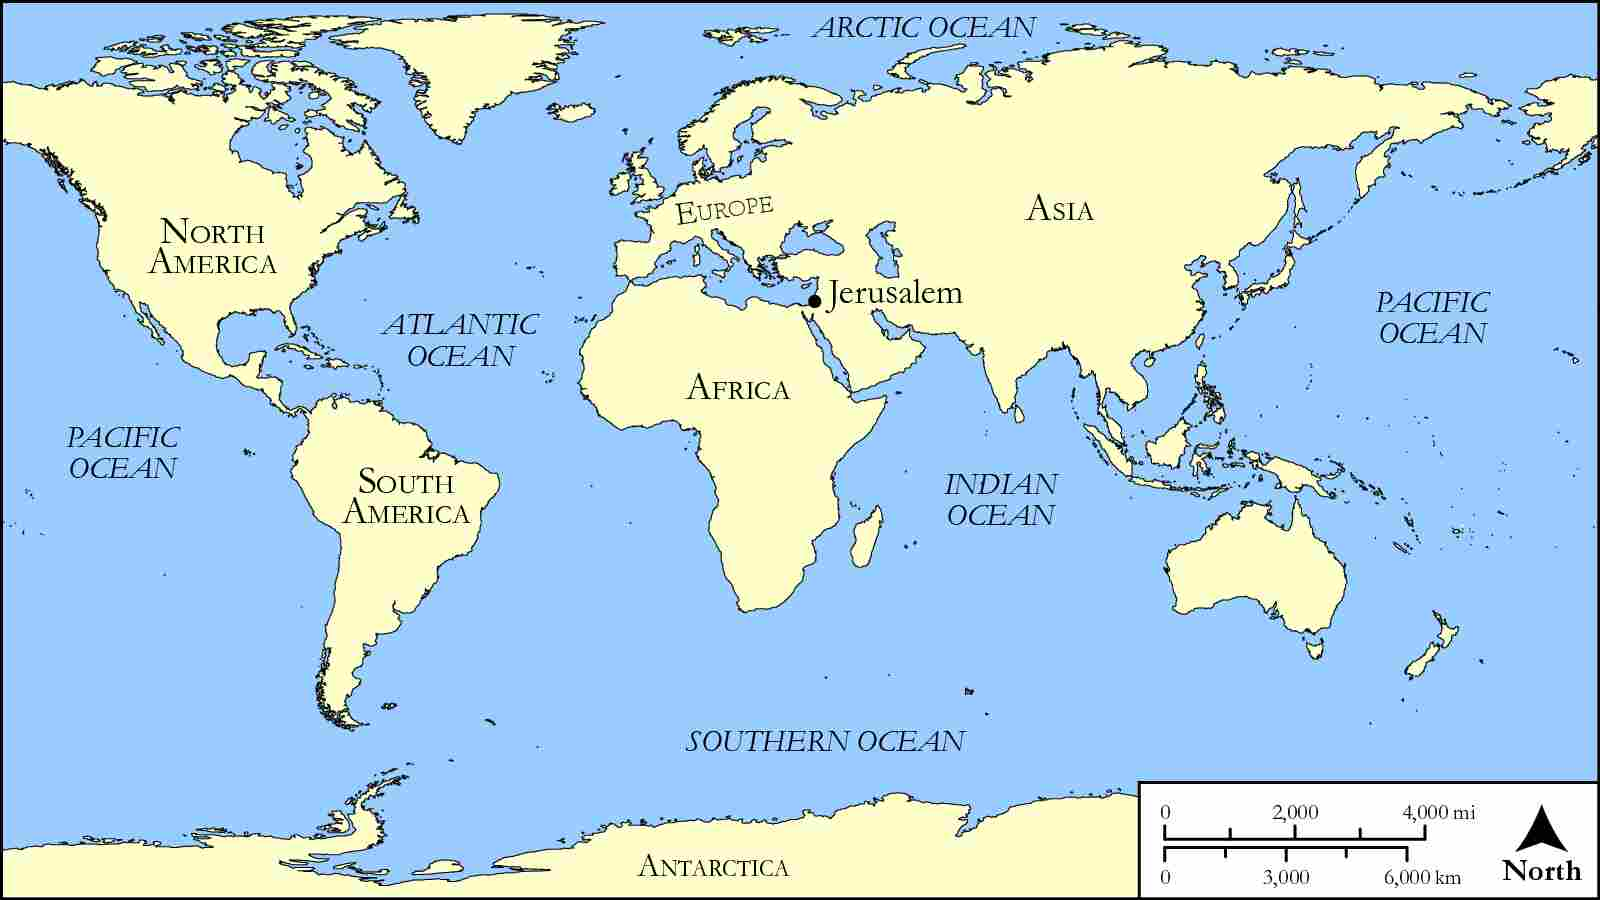 ARCTIC OCEAN
EUROPE
ASIA
NORTH
AMERICA
Jerusalem
ATLANTIC
OCEAN
PACIFIC
OCEAN
AFRICA
PACIFIC
OCEAN
SOUTH
AMERICA
INDIAN
OCEAN
SOUTHERN OCEAN
ANTARCTICA
0 2,000 4,000 mi
0 3,000 6,000 km
North